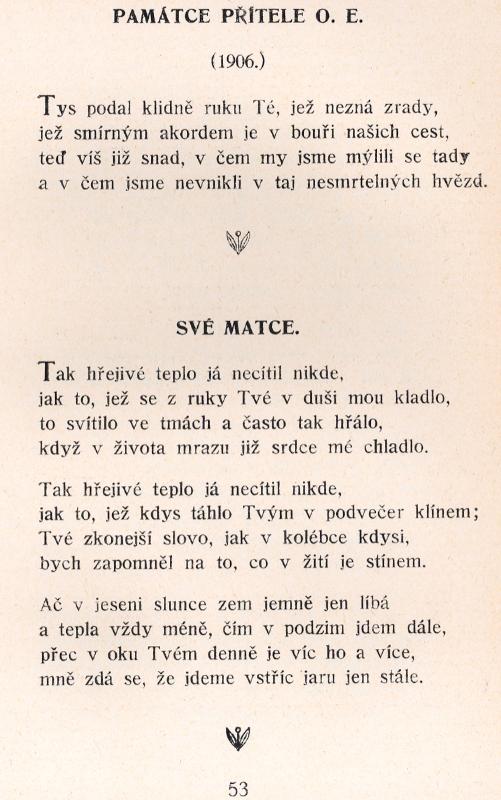 PAMÁTCE PŘÍTELE O. E.
(1906.)
Tys podal klidně ruku Té, jež nezná zrady,
jež smírným akordem je v bouři našich cest,
teď víš již snad, v čem my jsme mýlili se tady
a v čem jsme nevnikli v taj nesmrtelných hvězd.
SVÉ MATCE.
Tak hřejivé teplo já necítil nikde,
jak to, jež se z ruky Tvé v duši mou kladlo,
to svítilo ve tmách a často tak hřálo,
když v života mrazu již srdce mé chladlo.
Tak hřejivé teplo já necítil nikde,
jak to, jež kdys táhlo Tvým v podvečer klínem;
Tvé zkonejší slovo, jak v kolébce kdysi,
bych zapomněl na to, co v žití je stínem.
Ač v jeseni slunce zem jemně jen líbá
a tepla vždy méně, čím v podzim jdem dále,
přec v oku Tvém denně je víc ho a více,
mně zdá se, že jdeme vstříc jaru jen stále.
53